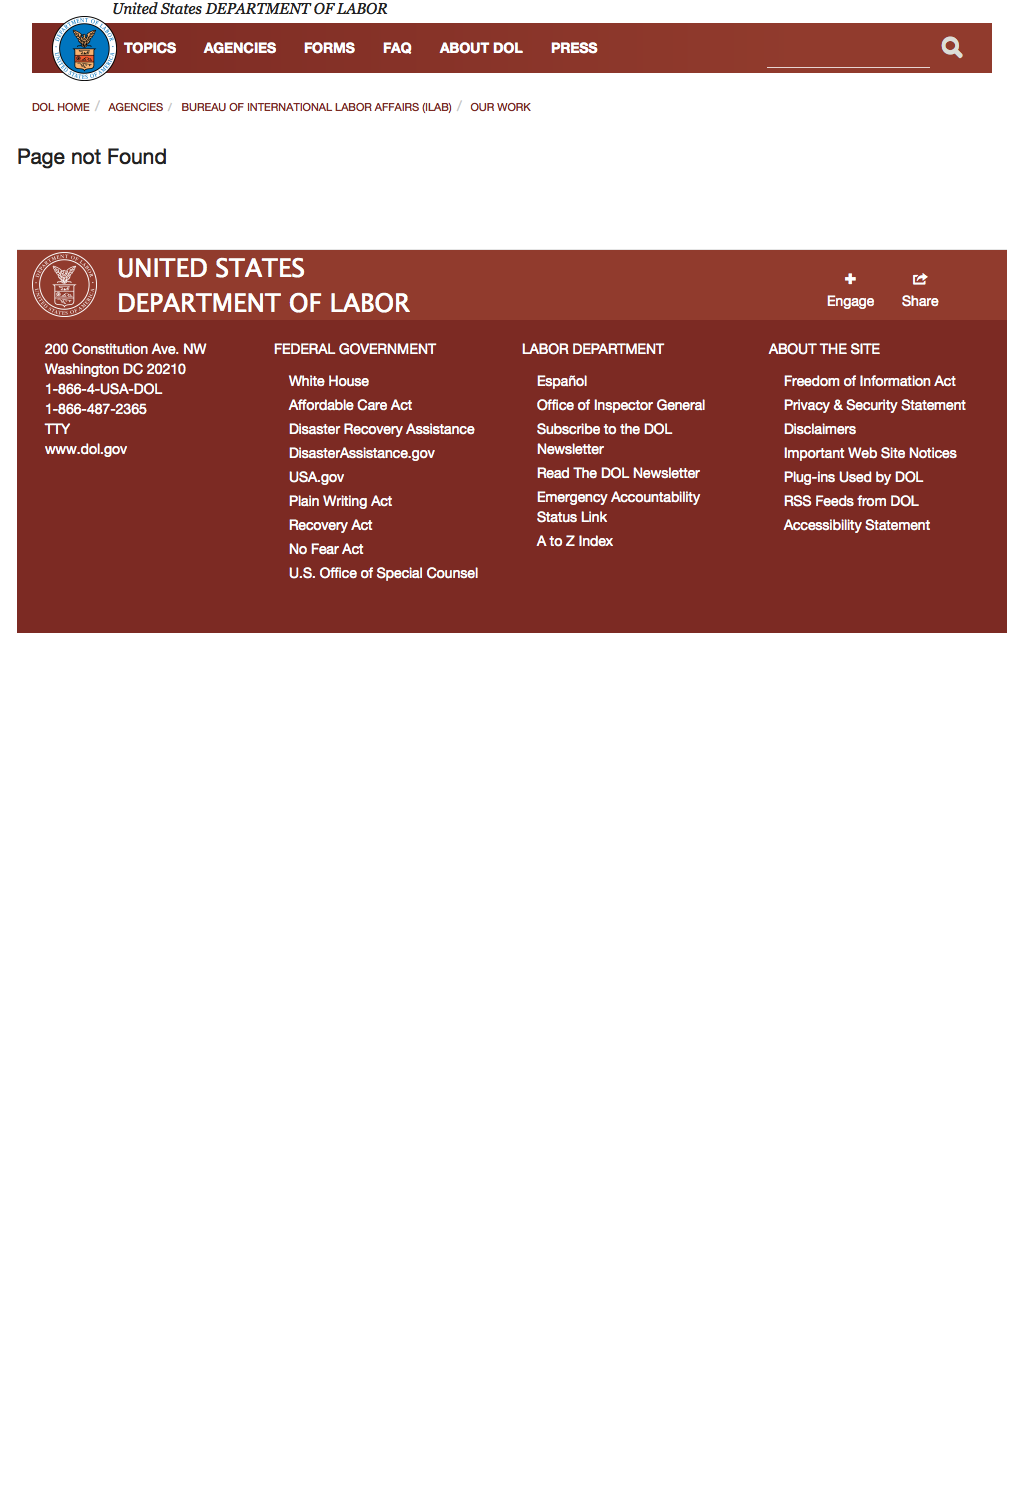 United States DEPARTMENT OF LABOR
TOPICS AGENCIES FORMS FAQ ABOUT DOL PRESS
DOL HOME / AGENCIES / BUREAU OF INTERNATIONAL LABOR AFFAIRS (ILAB) / OUR WORK
Page not Found
UNITED STATES
DEPARTMENT OF LABOR
Engage Share
200 Constitution Ave. NW
Washington DC 20210
1-866-4-USA-DOL
1-866-487-2365
TTY
www.dol.gov
FEDERAL GOVERNMENT
White House
Affordable Care Act
Disaster Recovery Assistance
DisasterAssistance.gov
USA.gov
Plain Writing Act
Recovery Act
No Fear Act
U.S. Office of Special Counsel
LABOR DEPARTMENT
Español
Office of Inspector General
Subscribe to the DOL
Newsletter
Read The DOL Newsletter
Emergency Accountability
Status Link
A to Z Index
ABOUT THE SITE
Freedom of Information Act
Privacy & Security Statement
Disclaimers
Important Web Site Notices
Plug-ins Used by DOL
RSS Feeds from DOL
Accessibility Statement